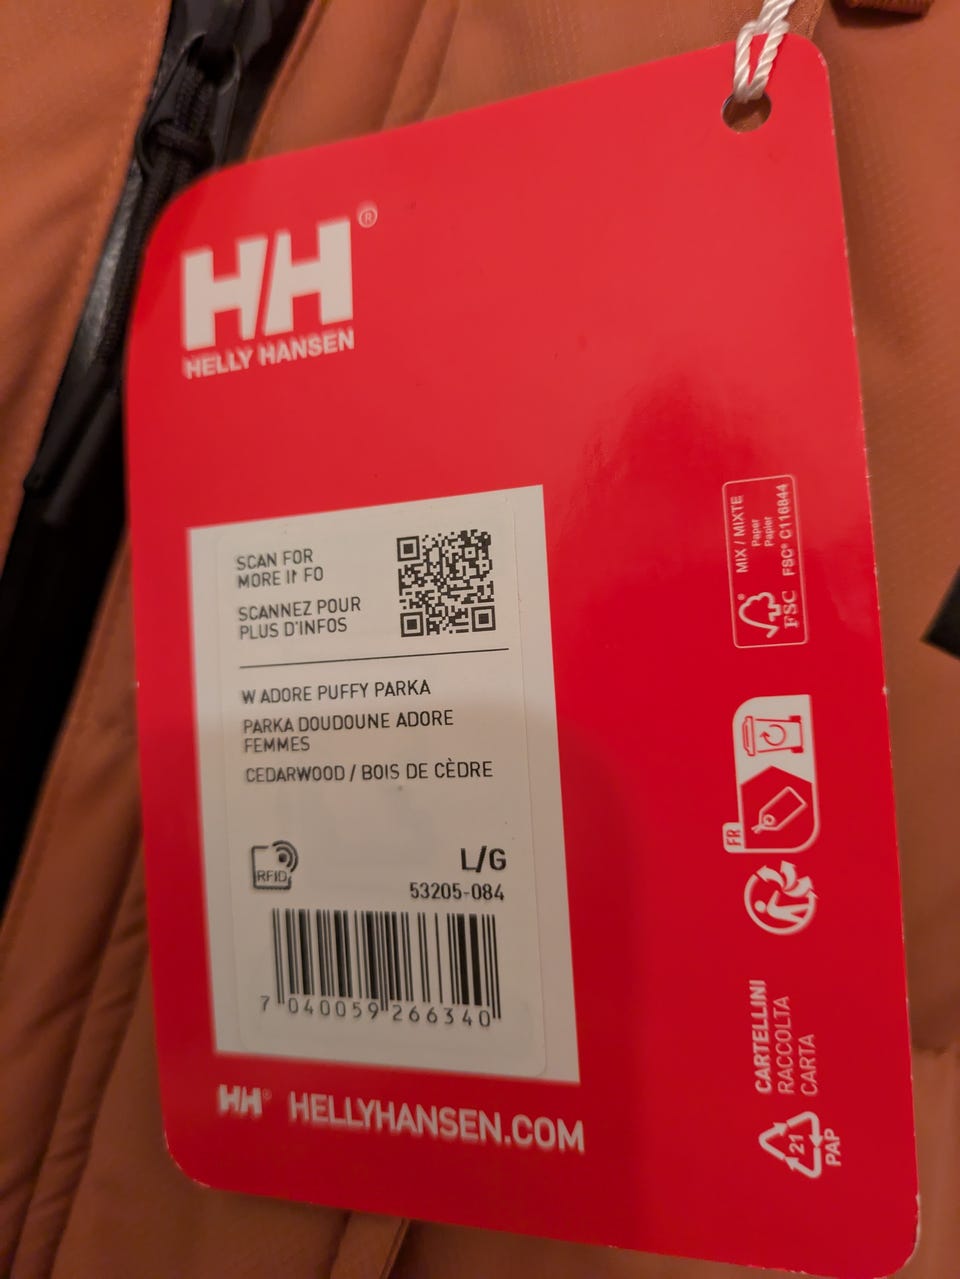 HH®
HELLY HANSEN
SCAN FOR
MORE INFO
SCANNEZ POUR
PLUS D'INFOS
W ADORE PUFFY PARKA
PARKA DOUDOUNE ADORE
FEMMES
CEDARWOOD / BOIS DE CÈDRE
RFID
L/G
53205-084
7 040059 266340
HH® HELLYHANSEN.COM
MIX / MIXTE
Paper
Papier
FSC® C116844
FSC
FR
CARTELLINI
RACCOLTA
CARTA
21
PAP